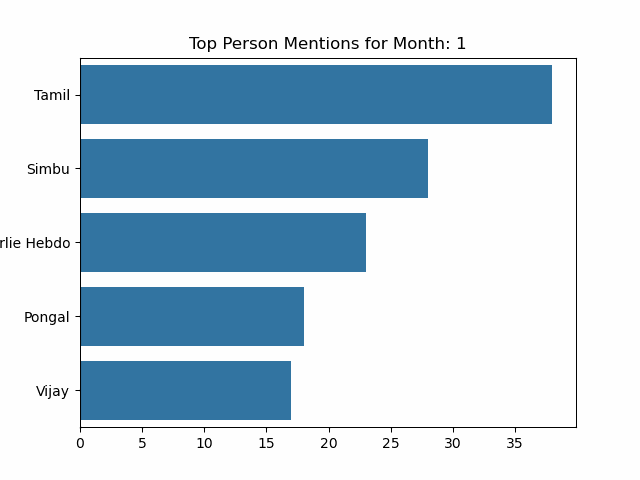 Top Person Mentions for Month: 1
Tamil
Simbu
rlie Hebdo
Pongal
Vijay
0 5 10 15 20 25 30 35